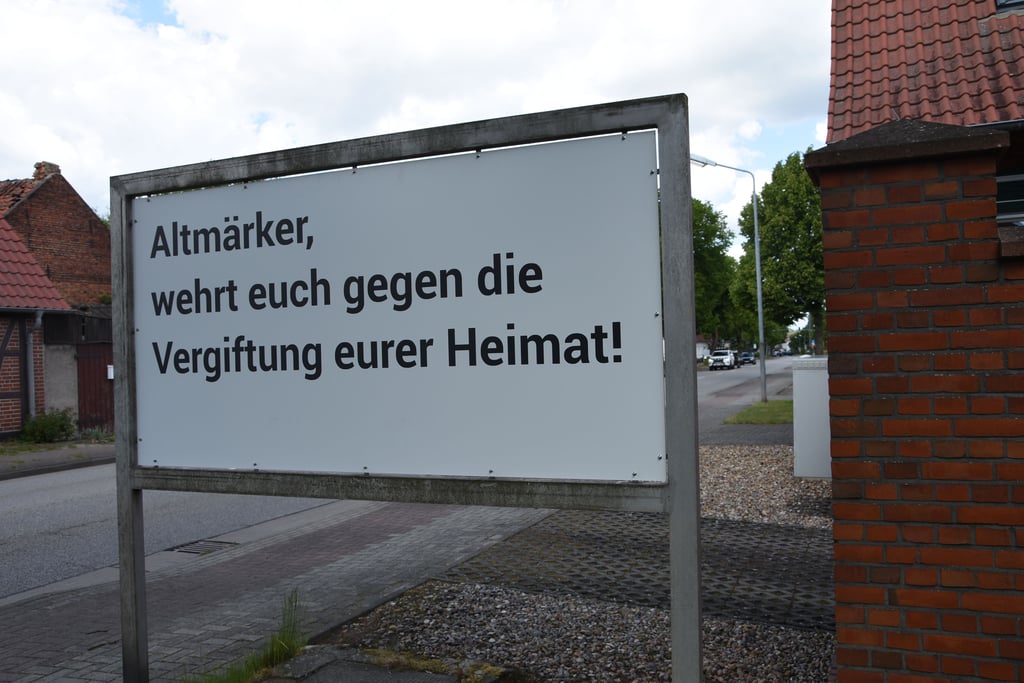 Altmärker,
wehrt euch gegen die
Vergiftung eurer Heimat!